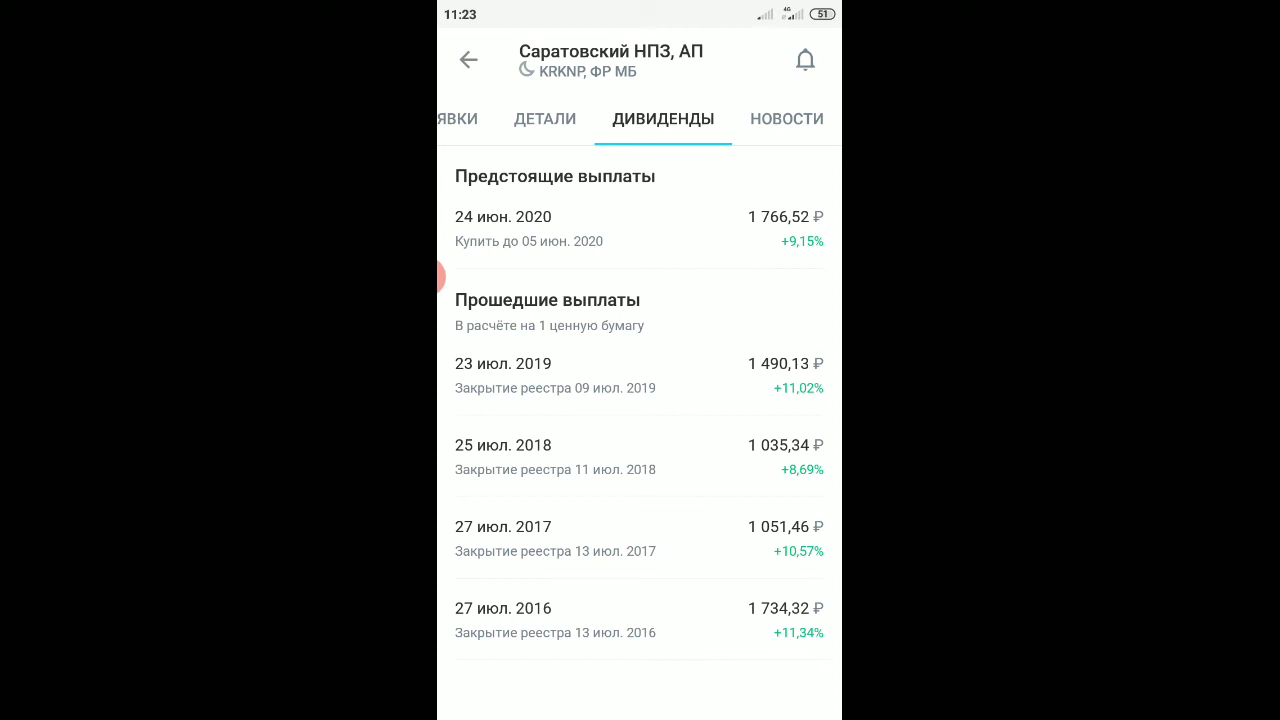 11:23
4G
51
Саратовский НПЗ, АП
KRKNP, ФР МБ
ЯВКИ
ДЕТАЛИ
ДИВИДЕНДЫ
НОВОСТИ
Предстоящие выплаты
24 июн. 2020
1 766,52 ₽
Купить до 05 июн. 2020
+9,15%
Прошедшие выплаты
В расчёте на 1 ценную бумагу
23 июл. 2019
1 490,13 ₽
Закрытие реестра 09 июл. 2019
+11,02%
25 июл. 2018
1 035,34 ₽
Закрытие реестра 11 июл. 2018
+8,69%
27 июл. 2017
1 051,46 ₽
Закрытие реестра 13 июл. 2017
+10,57%
27 июл. 2016
1 734,32 ₽
Закрытие реестра 13 июл. 2016
+11,34%